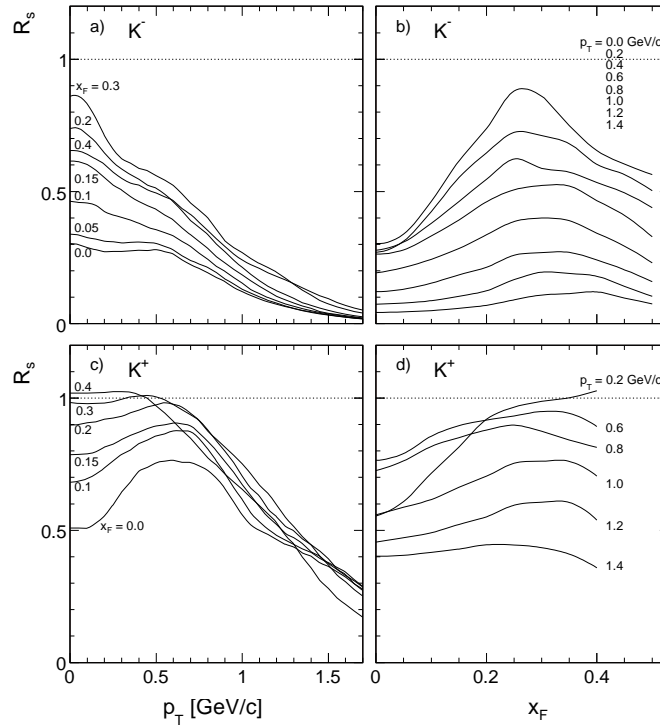 R_s
a) K^-
1
x_F = 0.3
0.2
0.4
0.15
0.1
0.05
0.0
0.5
0
b) K^-
p_T = 0.0 GeV/c
0.2
0.4
0.6
0.8
1.0
1.2
1.4
R_s
c) K^+
0.4
1
0.3
0.2
0.15
0.1
x_F = 0.0
0.5
0
0 0.5 1 1.5
p_T [GeV/c]
d) K^+
p_T = 0.2 GeV/c
0.6
0.8
1.0
1.2
1.4
0 0.2 0.4
x_F